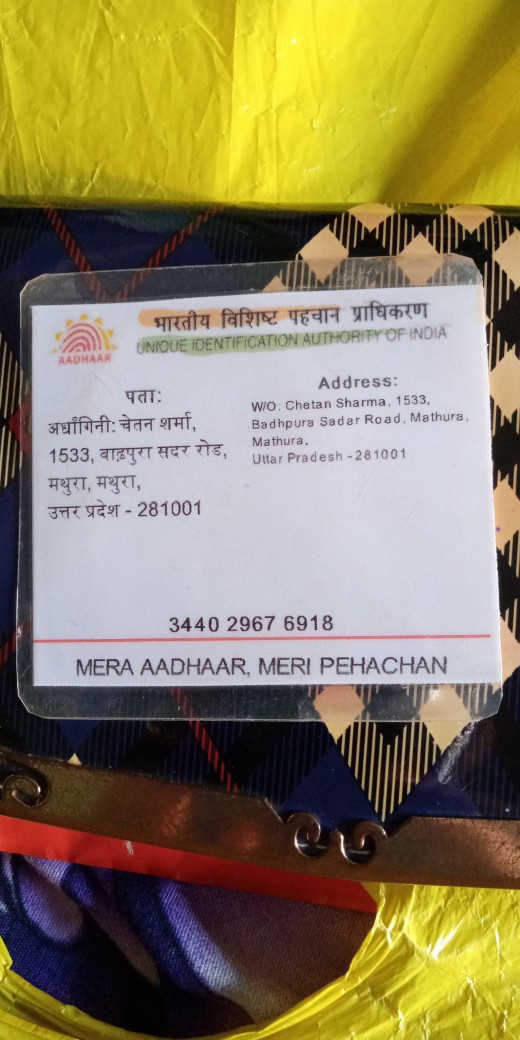 भारतीय विशिष्ट पहचान प्राधिकरण
UNIQUE IDENTIFICATION AUTHORITY OF INDIA
AADHAAR
पता:
अर्धांगिनी: चेतन शर्मा,
1533, बाढ़पुरा सदर रोड,
मथुरा, मथुरा,
उत्तर प्रदेश - 281001
Address:
W/O: Chetan Sharma, 1533,
Badhpura Sadar Road, Mathura,
Mathura,
Uttar Pradesh - 281001
3440 2967 6918
MERA AADHAAR, MERI PEHACHAN